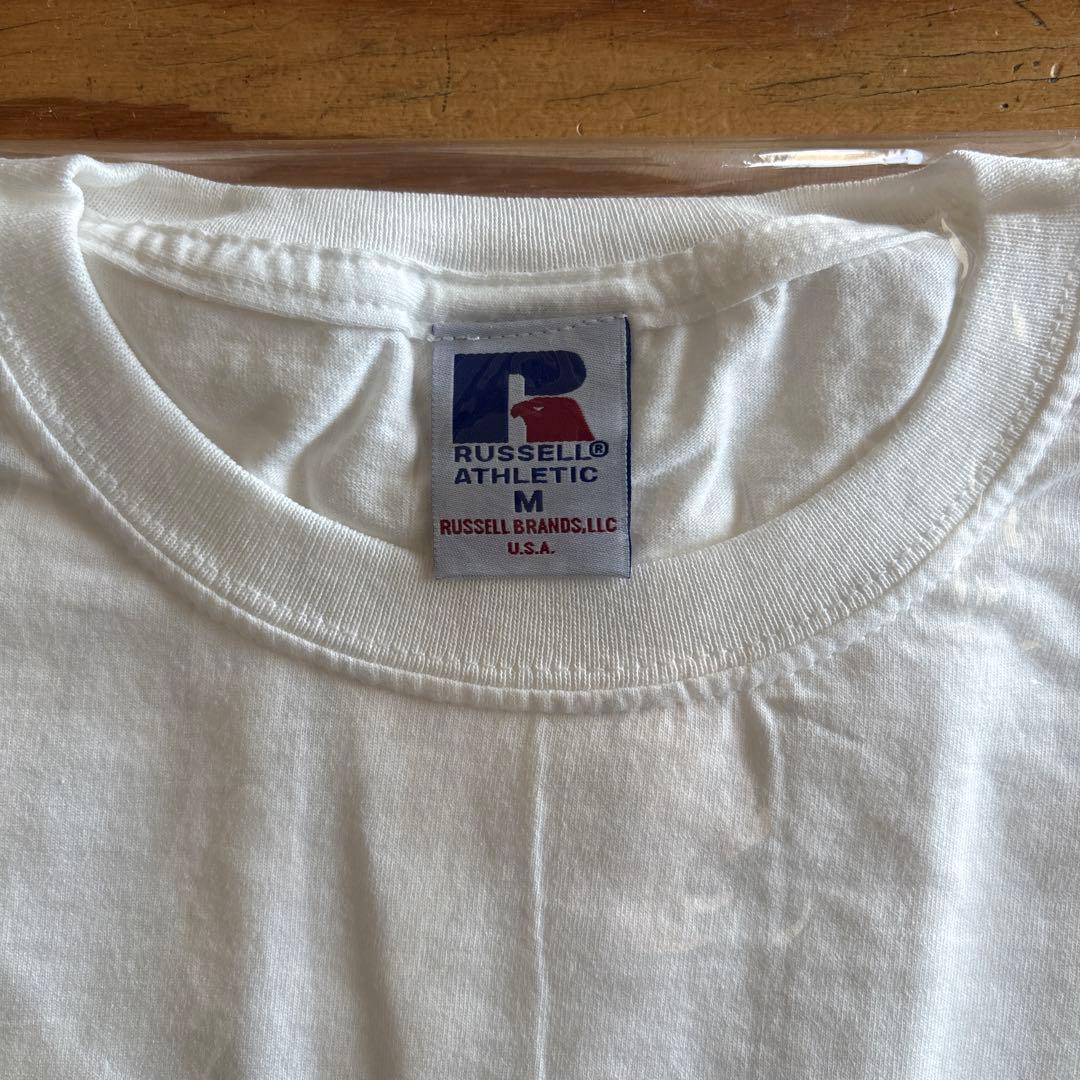 R
RUSSELL®
ATHLETIC
M
RUSSELL BRANDS,LLC
U.S.A.